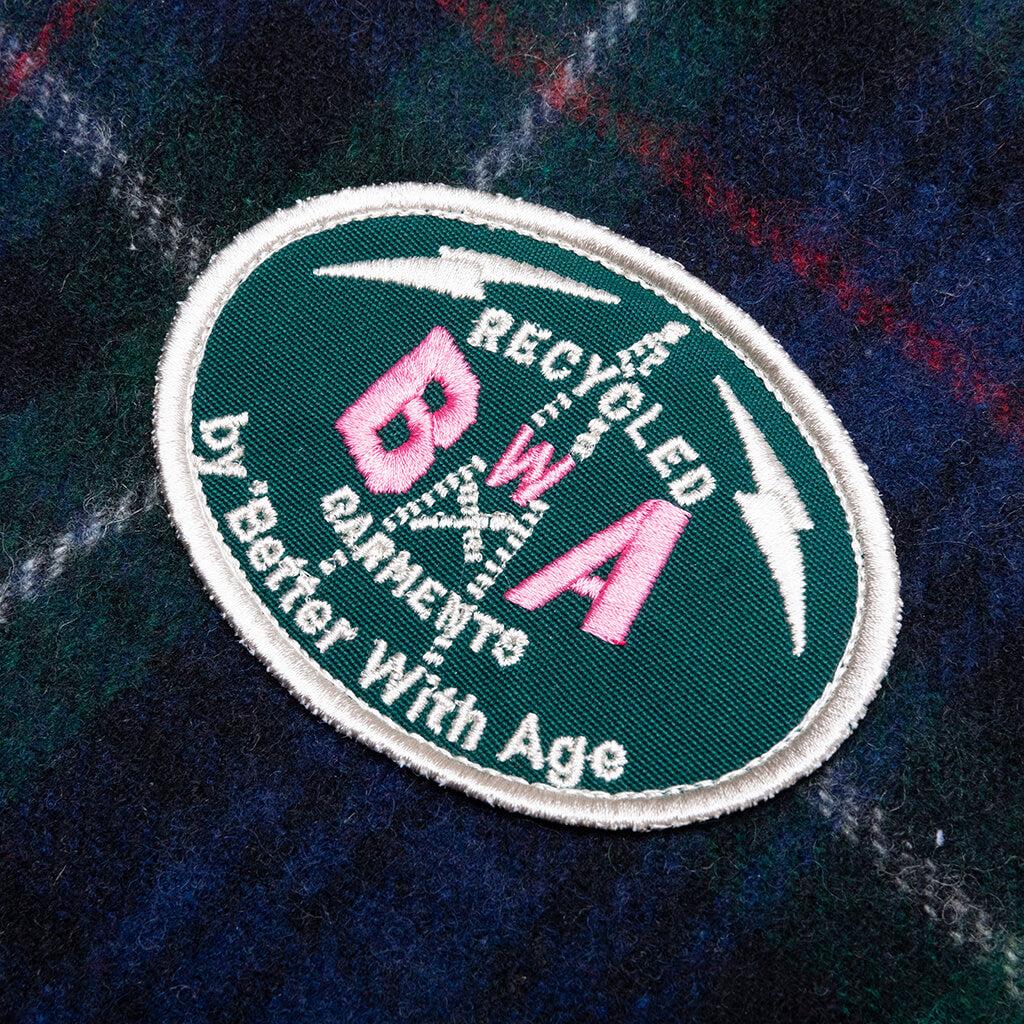 RECYCLED
BWA
GARMENTS
by "Better With Age